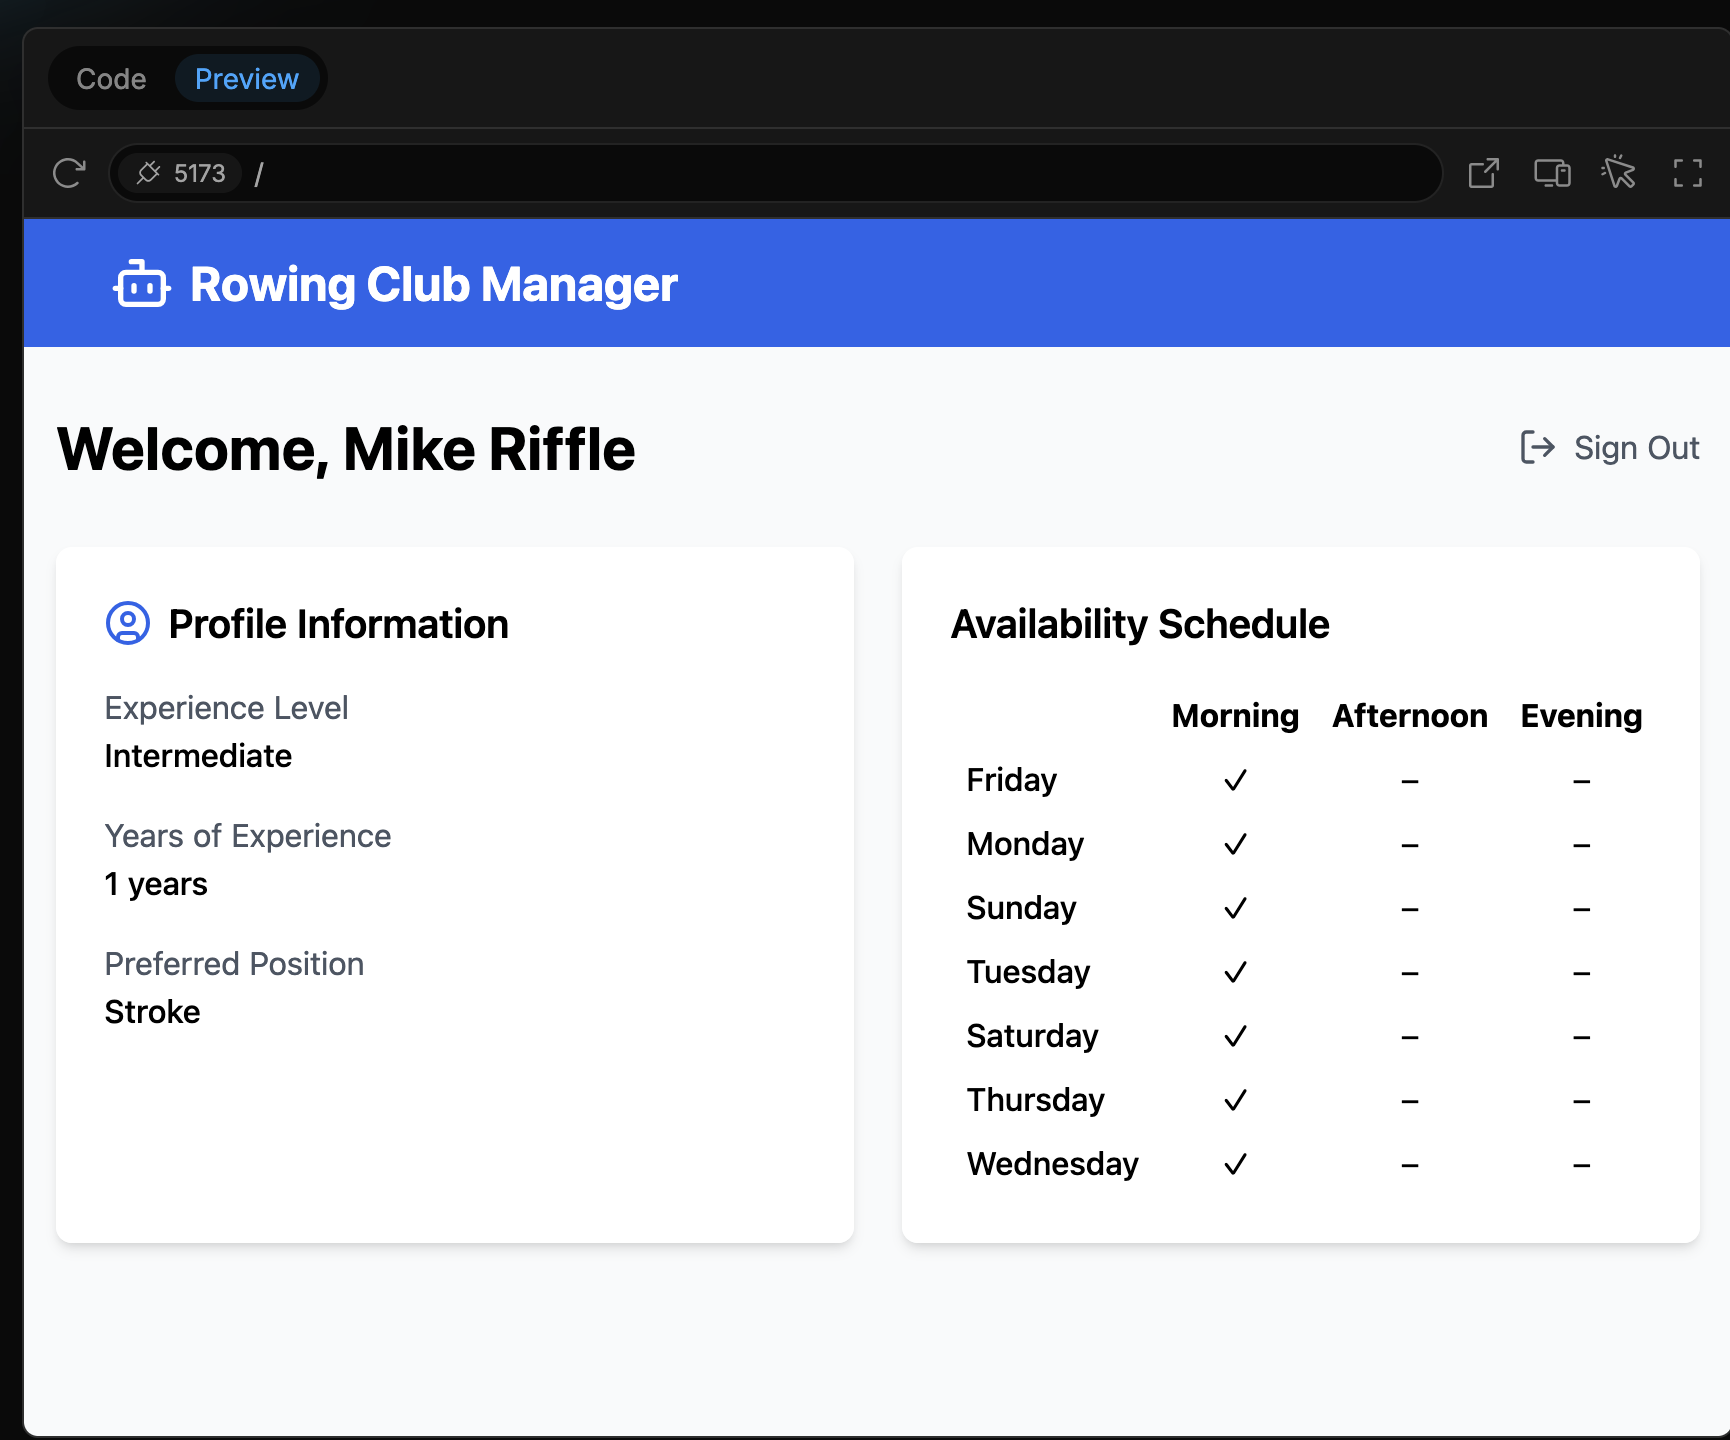 Code Preview
5173 /
Rowing Club Manager
Welcome, Mike Riffle
Sign Out
Profile Information
Experience Level
Intermediate
Years of Experience
1 years
Preferred Position
Stroke
Availability Schedule
Morning Afternoon Evening
Friday ✓ – –
Monday ✓ – –
Sunday ✓ – –
Tuesday ✓ – –
Saturday ✓ – –
Thursday ✓ – –
Wednesday ✓ – –